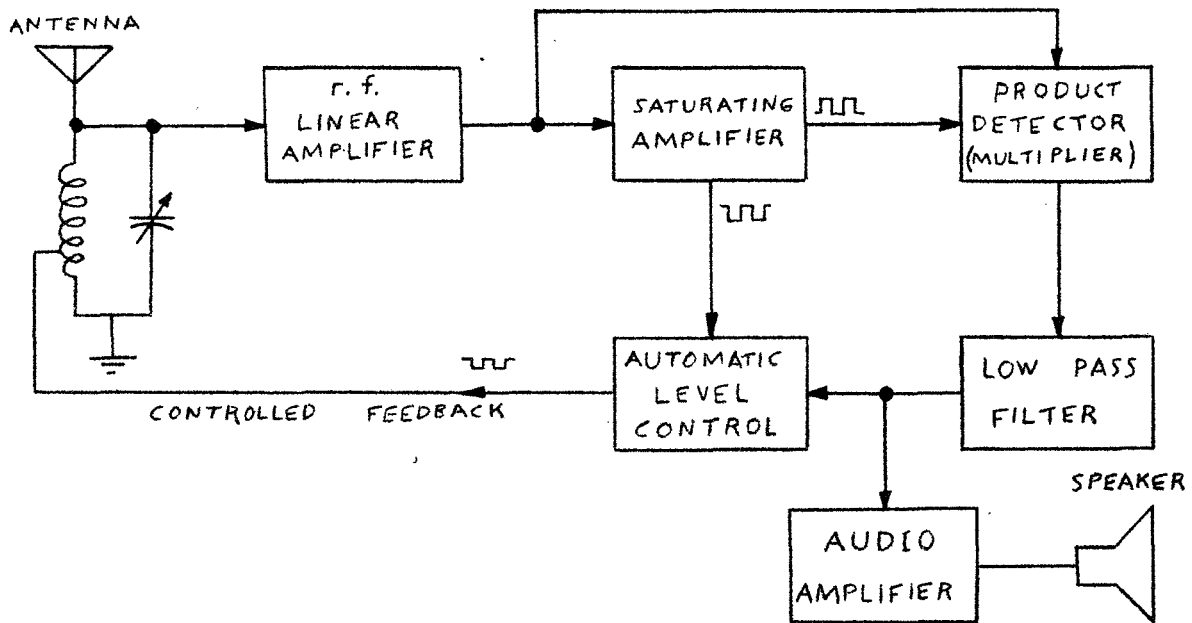 ANTENNA
r.f.
LINEAR
AMPLIFIER
SATURATING
AMPLIFIER
PRODUCT
DETECTOR
(MULTIPLIER)
AUTOMATIC
LEVEL
CONTROL
LOW PASS
FILTER
CONTROLLED FEEDBACK
SPEAKER
AUDIO
AMPLIFIER